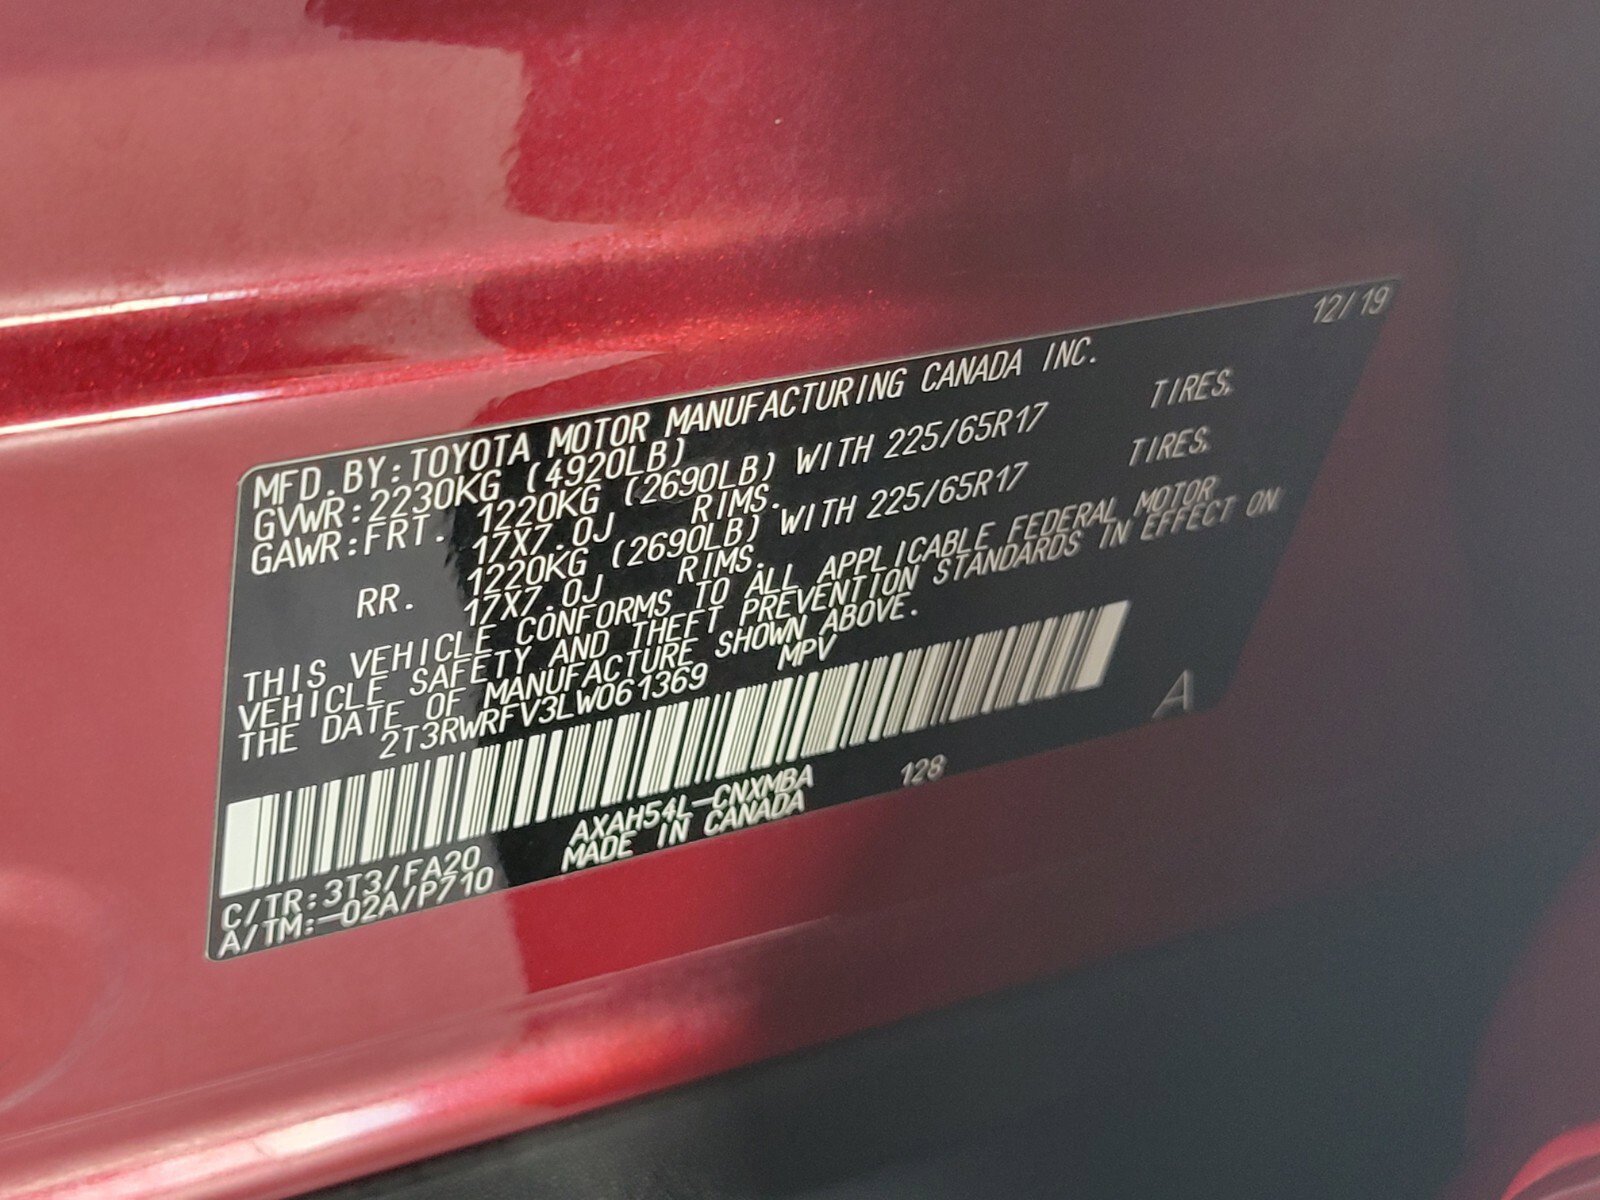 12/19
MFD.BY:TOYOTA MOTOR MANUFACTURING CANADA INC.
GVWR:2230KG (4920LB)
GAWR:FRT. 1220KG (2690LB) WITH 225/65R17 TIRES,
17X7.0J RIMS.
RR. 1220KG (2690LB) WITH 225/65R17 TIRES,
17X7.0J RIMS.
THIS VEHICLE CONFORMS TO ALL APPLICABLE FEDERAL MOTOR
VEHICLE SAFETY AND THEFT PREVENTION STANDARDS IN EFFECT ON
THE DATE OF MANUFACTURE SHOWN ABOVE.
2T3RWRFV3LW061369 MPV
A
AXAH54L-CNXMBA 128
MADE IN CANADA
C/TR:3T3/FA20
A/TM:-02A/P710